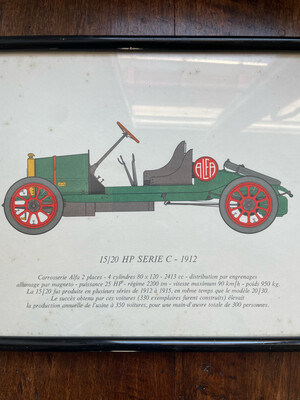 ALFA
15/20 HP SERIE C - 1912
Carrosserie Alfa 2 places - 4 cylindres 80 x 120 - 2413 cc - distribution par engrenages
allumage par magneto - puissance 25 HP - régime 2200 tm - vitesse maximum 90 km/h - poids 950 kg.
La 15/20 fut produite en plusieurs séries de 1912 à 1915, en même temps que le modèle 20/30.
Le succès obtenu par ces voitures (330 exemplaires furent construits) élevait
la production annuelle de l'usine à 350 voitures, pour une main-d'œuvre totale de 300 personnes.